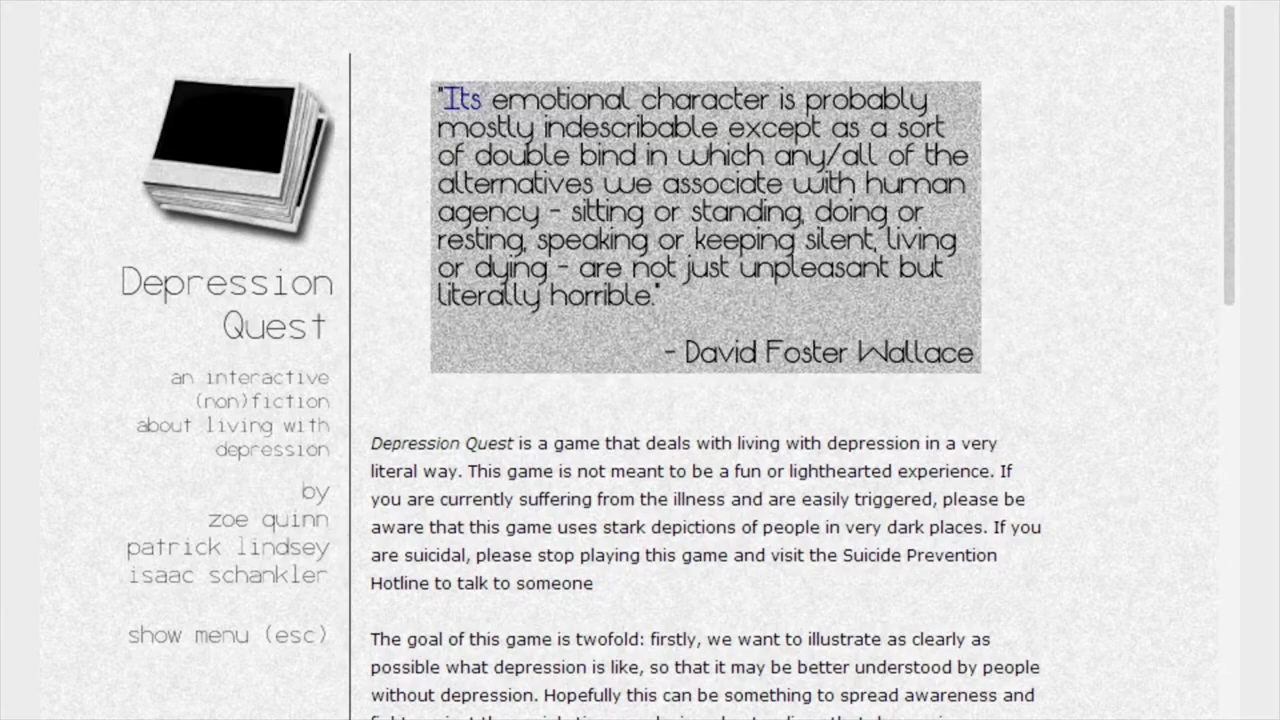 Depression
Quest
an interactive
(non)fiction
about living with
depression
by
zoe quinn
patrick lindsey
isaac schankler
show menu (esc)
"Its emotional character is probably
mostly indescribable except as a sort
of double bind in which any/all of the
alternatives we associate with human
agency - sitting or standing, doing or
resting, speaking or keeping silent, living
or dying - are not just unpleasant but
literally horrible."
- David Foster Wallace
Depression Quest is a game that deals with living with depression in a very
literal way. This game is not meant to be a fun or lighthearted experience. If
you are currently suffering from the illness and are easily triggered, please be
aware that this game uses stark depictions of people in very dark places. If you
are suicidal, please stop playing this game and visit the Suicide Prevention
Hotline to talk to someone
The goal of this game is twofold: firstly, we want to illustrate as clearly as
possible what depression is like, so that it may be better understood by people
without depression. Hopefully this can be something to spread awareness and